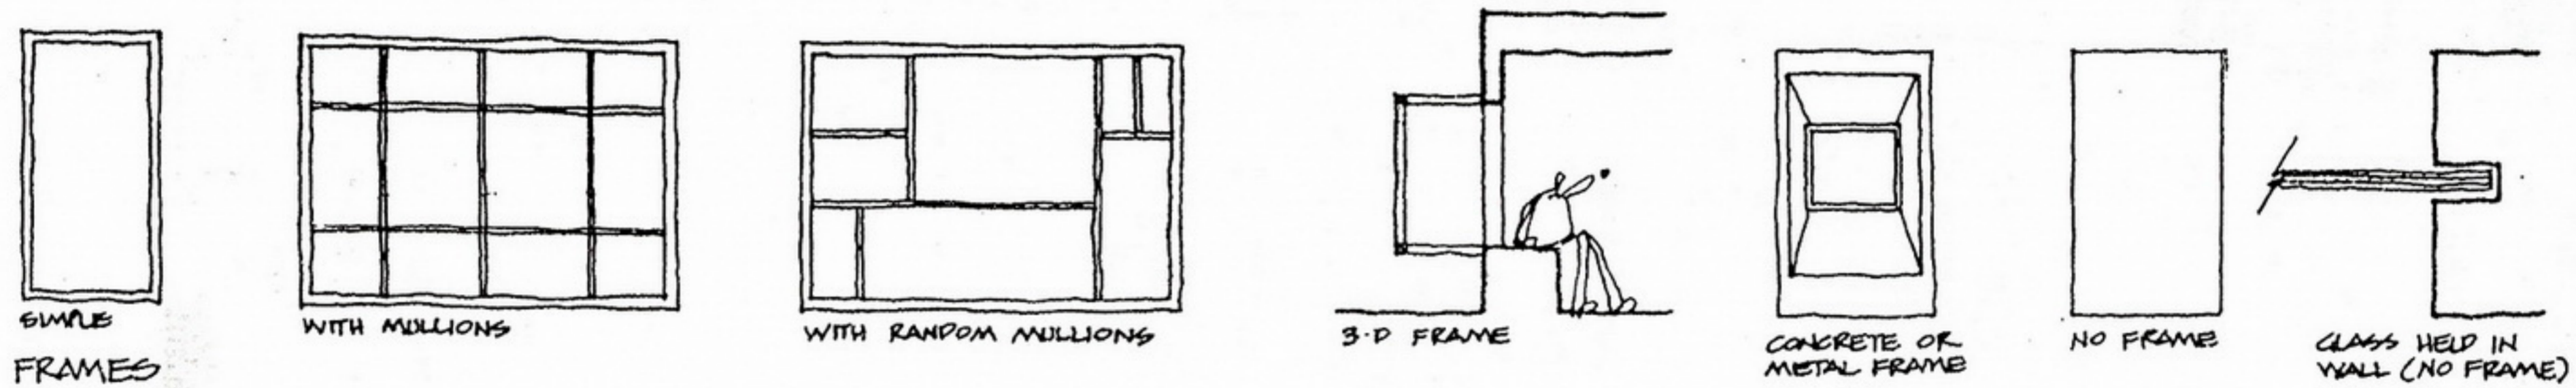 SIMPLE
WITH MULLIONS
WITH RANDOM MULLIONS
3-D FRAME
CONCRETE OR
METAL FRAME
NO FRAME
GLASS HELD IN
WALL (NO FRAME)
FRAMES